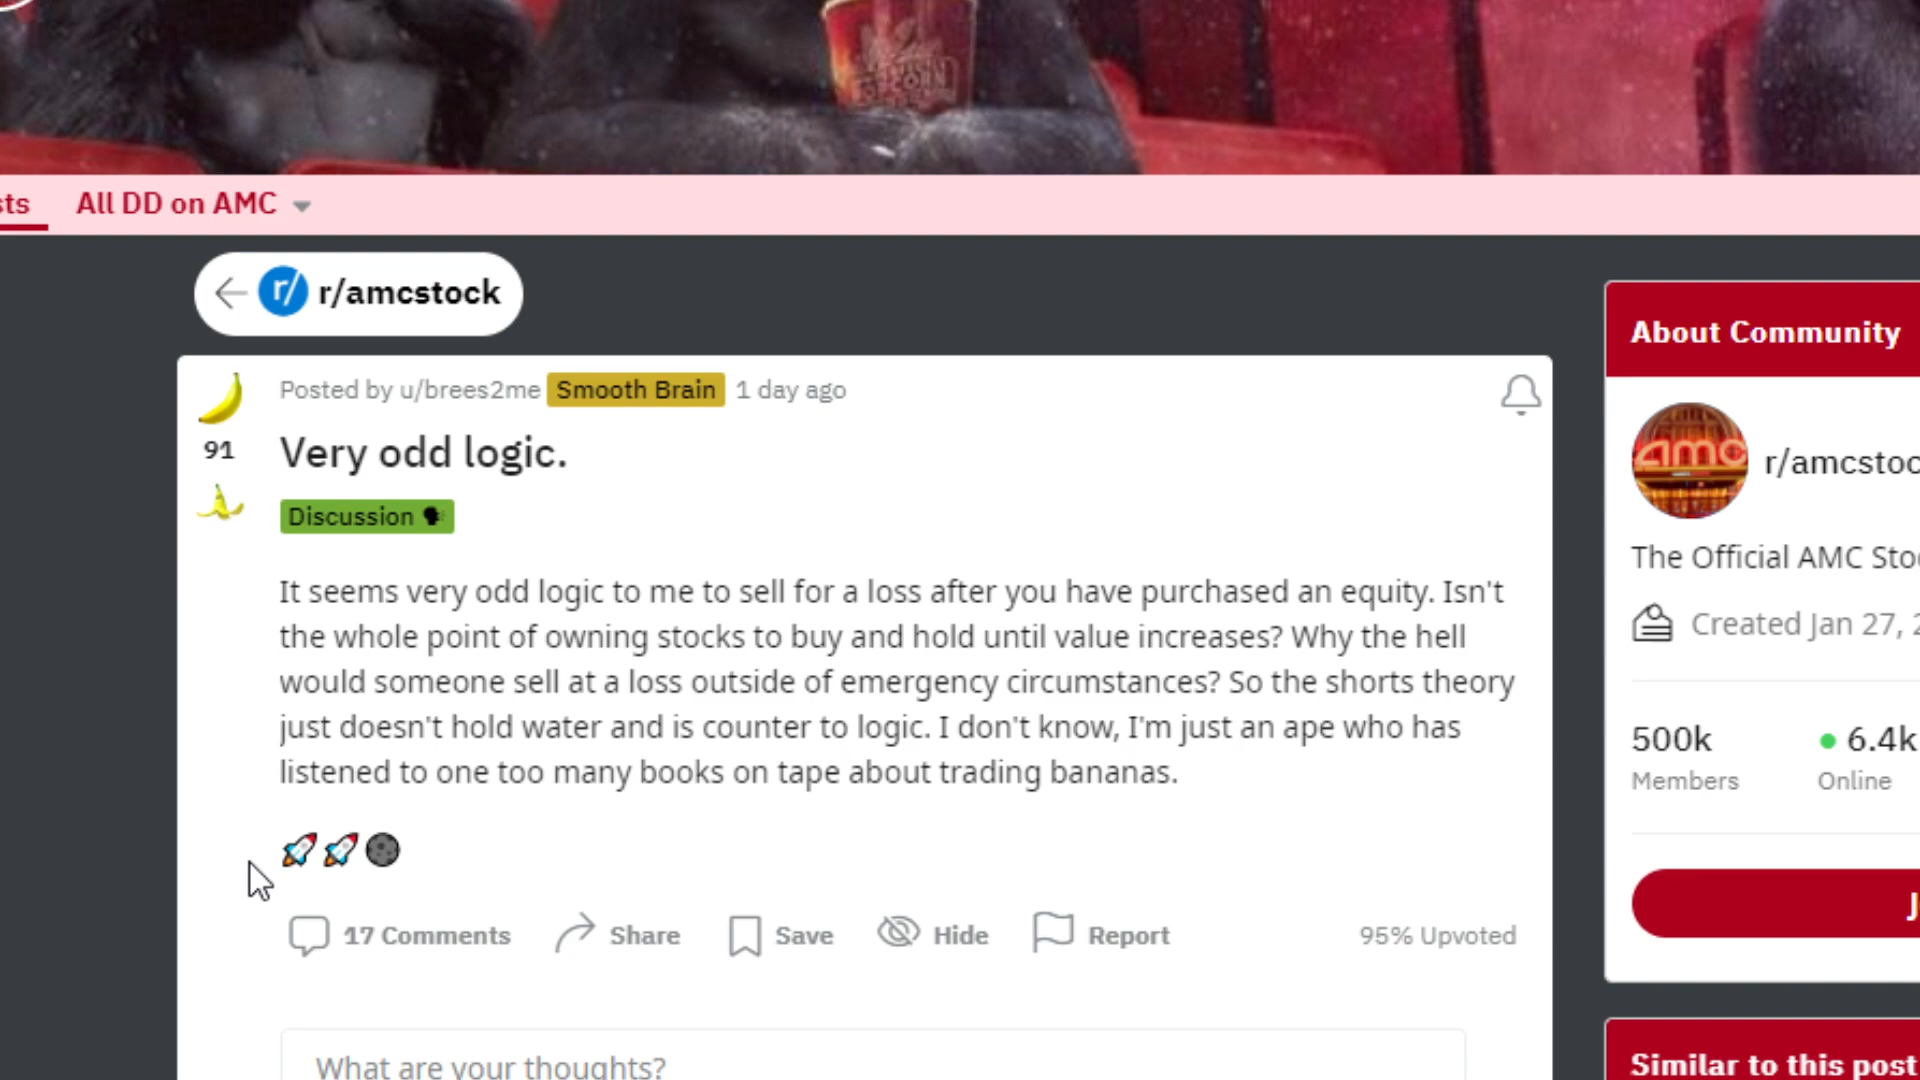 All DD on AMC
r/ r/amcstock
About Community
Posted by u/brees2me Smooth Brain 1 day ago
91
Very odd logic.
Discussion
amc
It seems very odd logic to me to sell for a loss after you have purchased an equity. Isn't
the whole point of owning stocks to buy and hold until value increases? Why the hell
would someone sell at a loss outside of emergency circumstances? So the shorts theory
just doesn't hold water and is counter to logic. I don't know, I'm just an ape who has
listened to one too many books on tape about trading bananas.
🚀🚀🌑
17 Comments Share Save Hide Report 95% Upvoted
What are your thoughts?
The Official AMC
Created Jan 27,
500k 6.4k
Members Online
Similar to this post